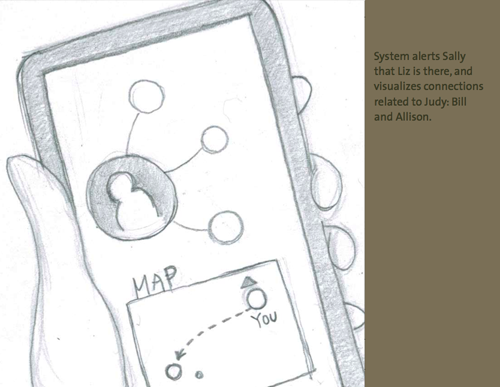 System alerts Sally
that Liz is there, and
visualizes connections
related to Judy: Bill
and Allison.
MAP
YOU